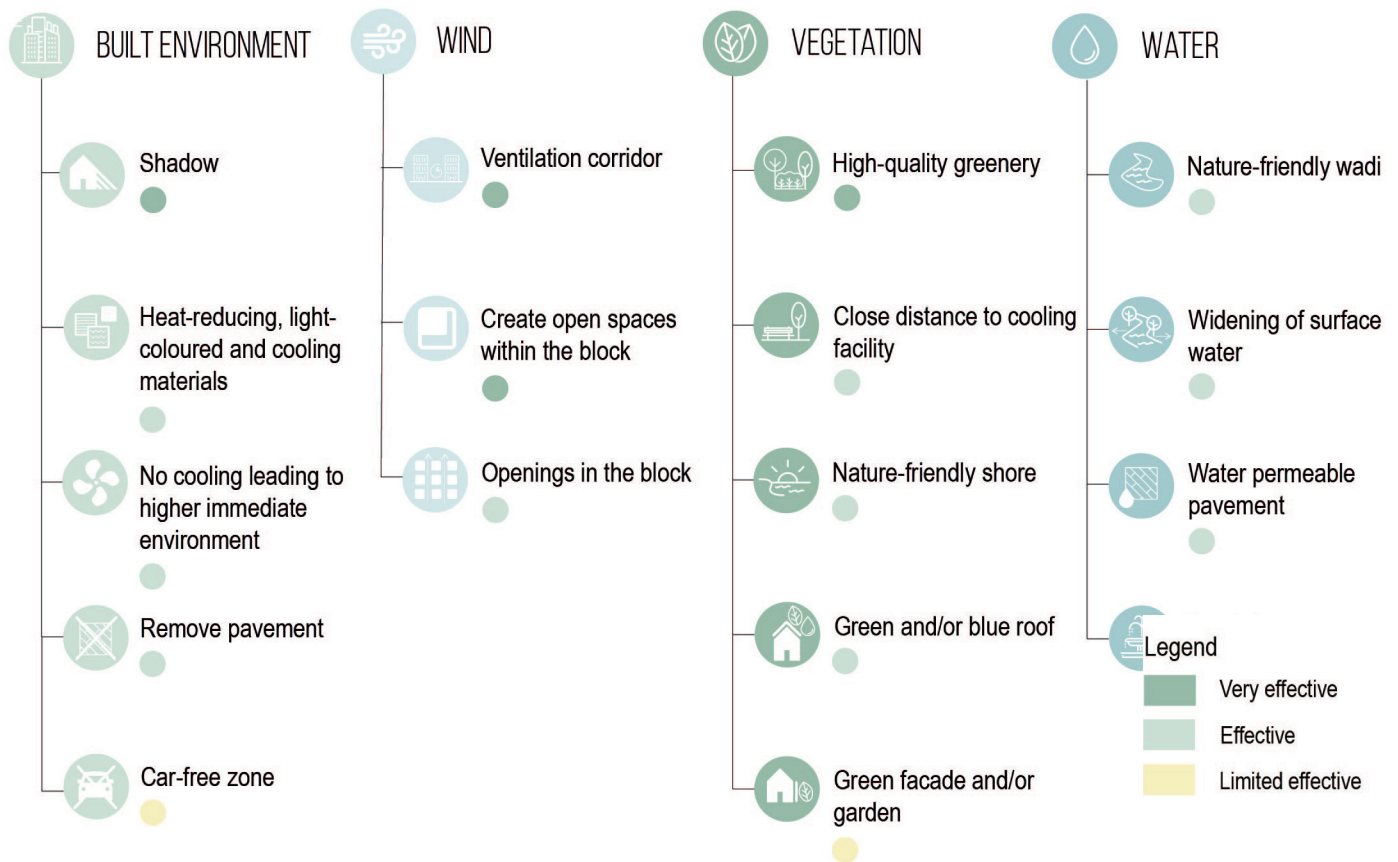 BUILT ENVIRONMENT
Shadow
Heat-reducing, light-
coloured and cooling
materials
No cooling leading to
higher immediate
environment
Remove pavement
Car-free zone
WIND
Ventilation corridor
Create open spaces
within the block
Openings in the block
VEGETATION
High-quality greenery
Close distance to cooling
facility
Nature-friendly shore
Green and/or blue roof
Green facade and/or
garden
WATER
Nature-friendly wadi
Widening of surface
water
Water permeable
pavement
Legend
Very effective
Effective
Limited effective